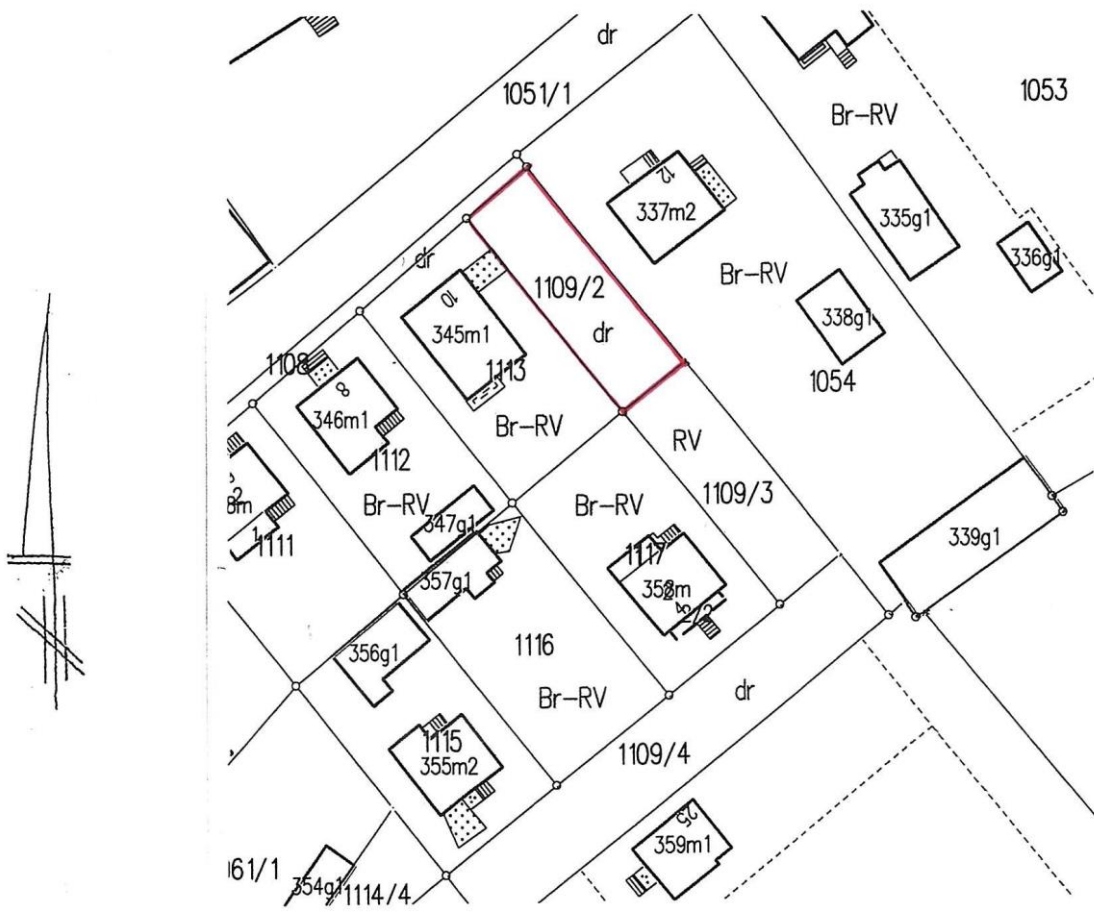 dr
1053
1051/1
Br-RV
12
337m2
335g1
336g1
dr
1109/2
Br-RV
10
345m1
dr
338g1
1108
1113
1054
8
346m1
Br-RV
RV
1112
1109/3
Br-RV
Br-RV
347g1
1111
339g1
1117
357g1
1116
356g1
dr
Br-RV
1115
355m2
1109/4
25
359m1
354g1
1114/4